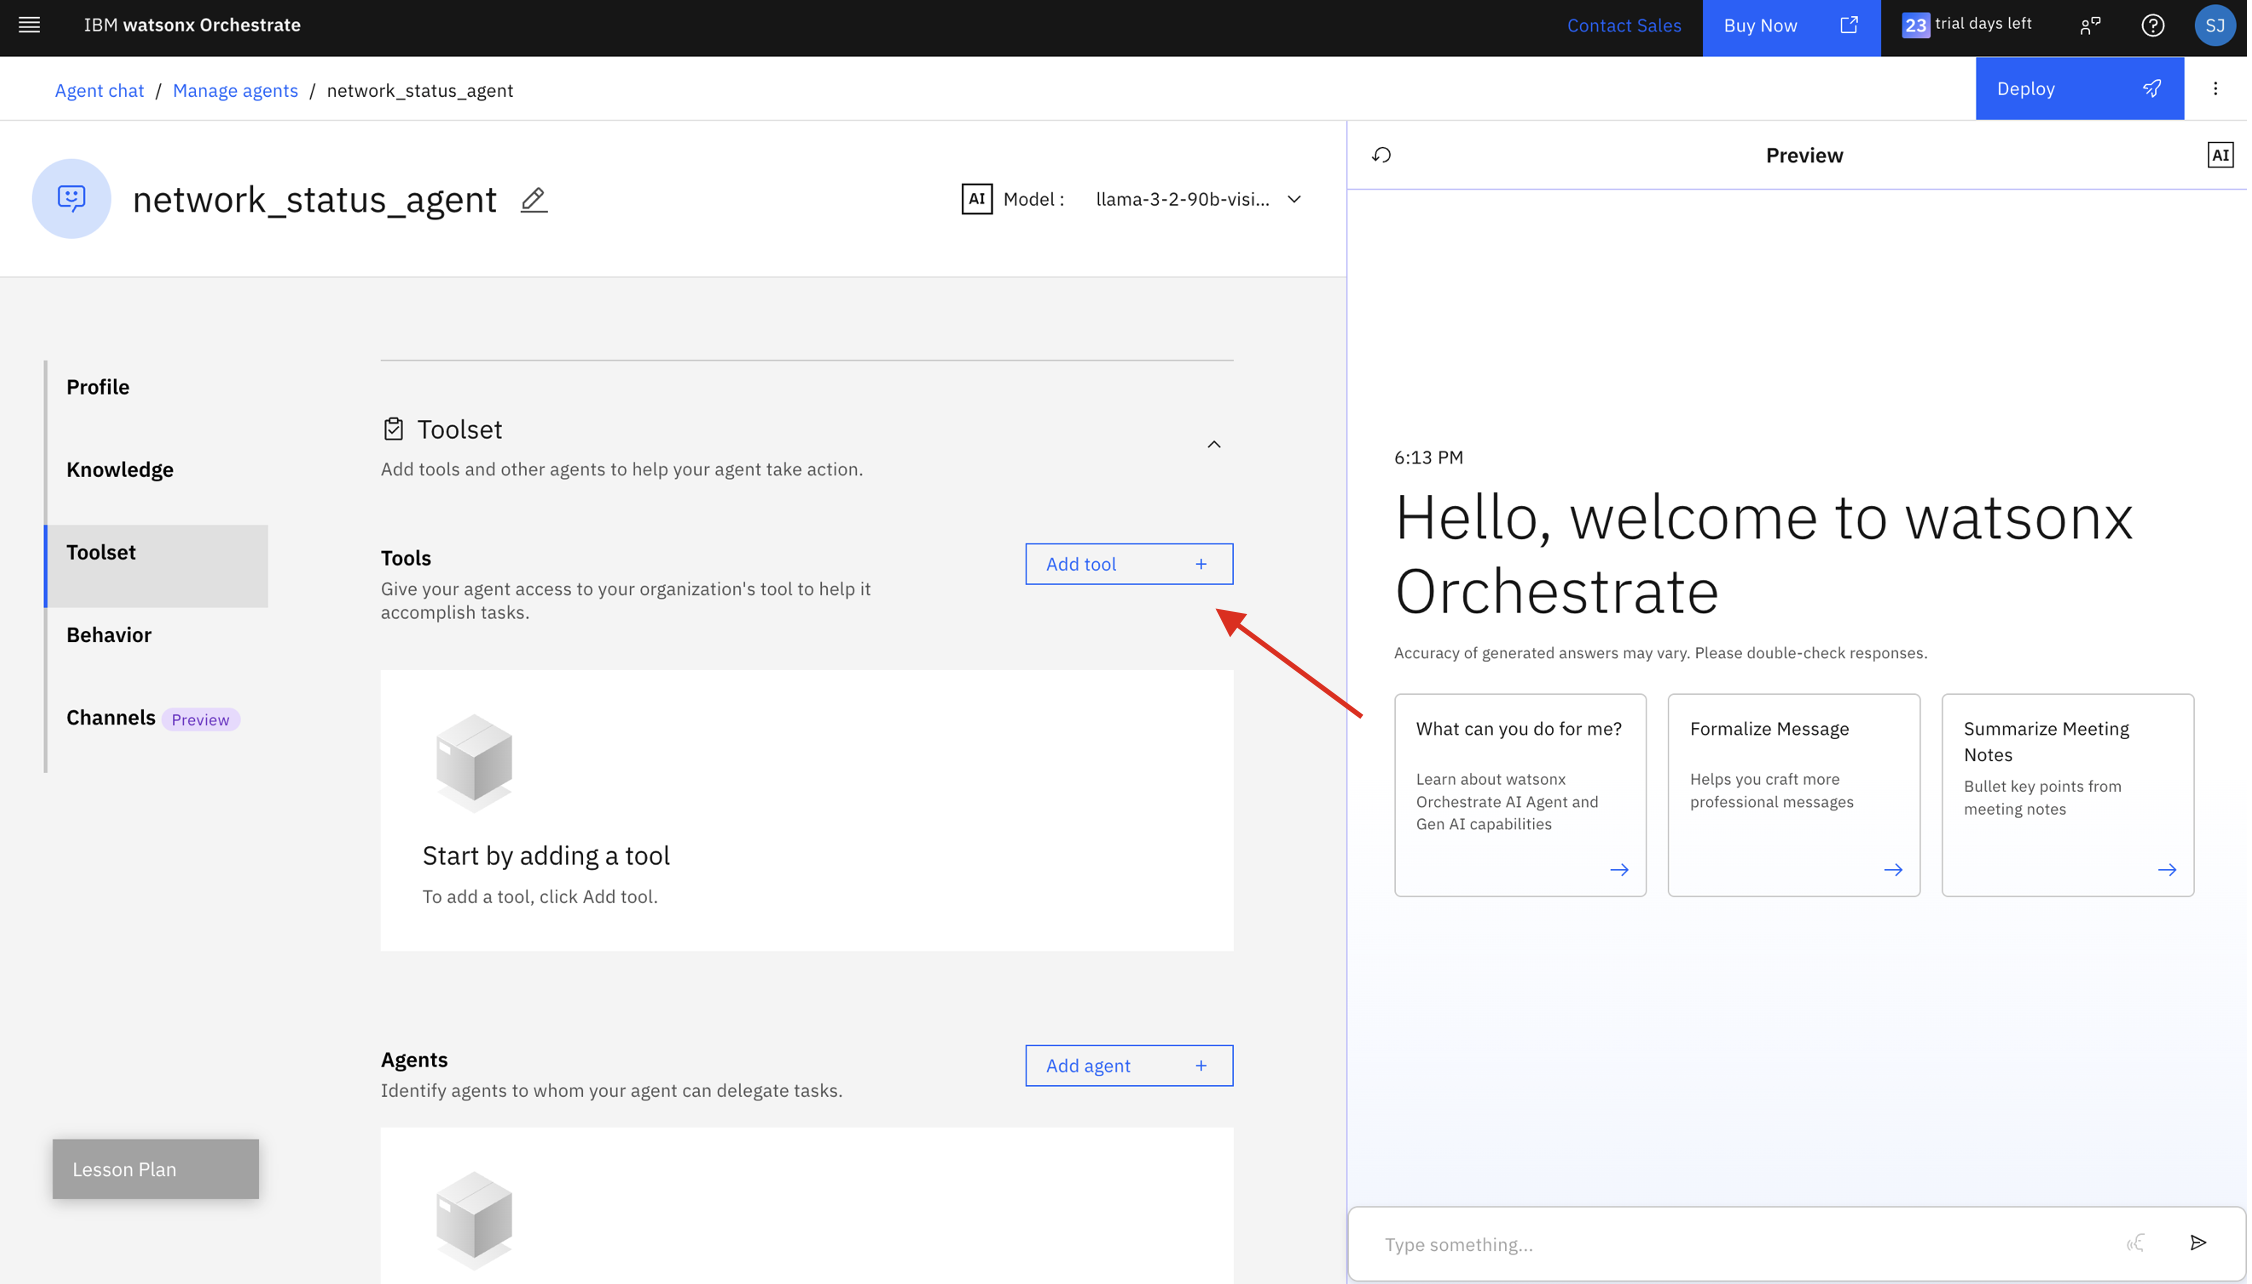 IBM watsonx Orchestrate
Contact Sales
Buy Now
23 trial days left
SJ
Agent chat / Manage agents / network_status_agent
Deploy
network_status_agent
AI Model : llama-3-2-90b-visi...
Profile
Knowledge
Toolset
Behavior
Channels Preview
Lesson Plan
Toolset
Add tools and other agents to help your agent take action.
Tools
Add tool +
Give your agent access to your organization's tool to help it
accomplish tasks.
Start by adding a tool
To add a tool, click Add tool.
Agents
Add agent +
Identify agents to whom your agent can delegate tasks.
Preview
AI
6:13 PM
Hello, welcome to watsonx
Orchestrate
Accuracy of generated answers may vary. Please double-check responses.
What can you do for me?
Learn about watsonx
Orchestrate AI Agent and
Gen AI capabilities
Formalize Message
Helps you craft more
professional messages
Summarize Meeting
Notes
Bullet key points from
meeting notes
Type something...